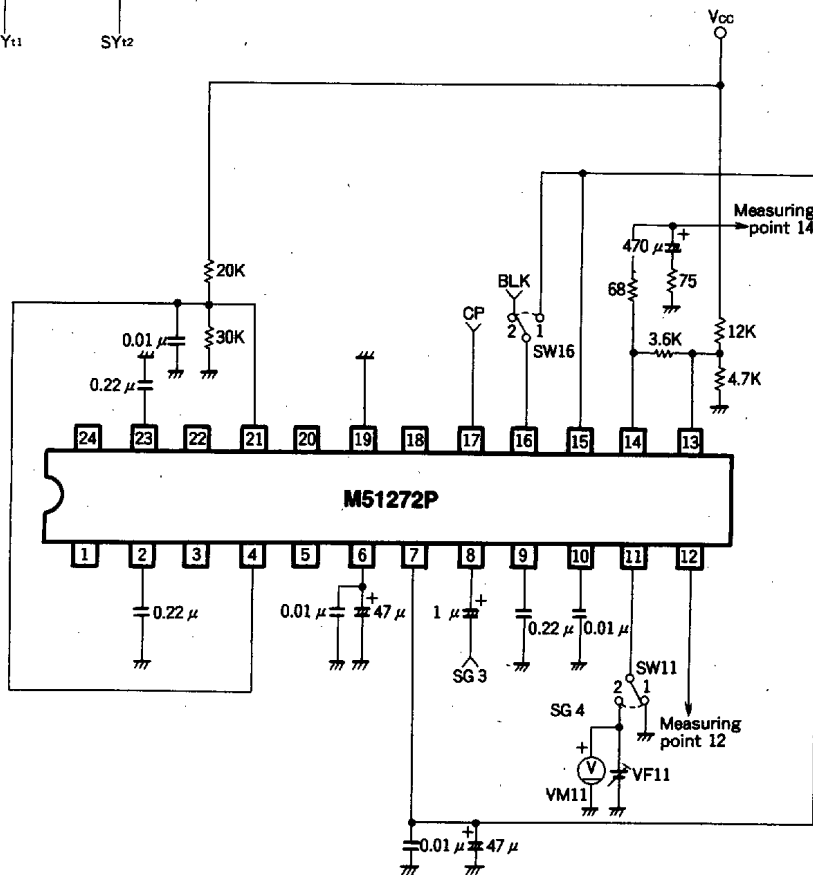 Yt1 SYt2
Vcc
Measuring
point 14
470 μ +
75
68
20K
BLK
CP
2 1
SW16
0.01 μ
30K
3.6K
12K
4.7K
0.22 μ
24 23 22 21 20 19 18 17 16 15 14 13
M51272P
1 2 3 4 5 6 7 8 9 10 11 12
0.22 μ
0.01 μ
+
47 μ
1 μ +
0.22 μ
0.01 μ
SG 3
SW11
2 1
SG 4
Measuring
point 12
+
V
VM11
VF11
0.01 μ
+
47 μ